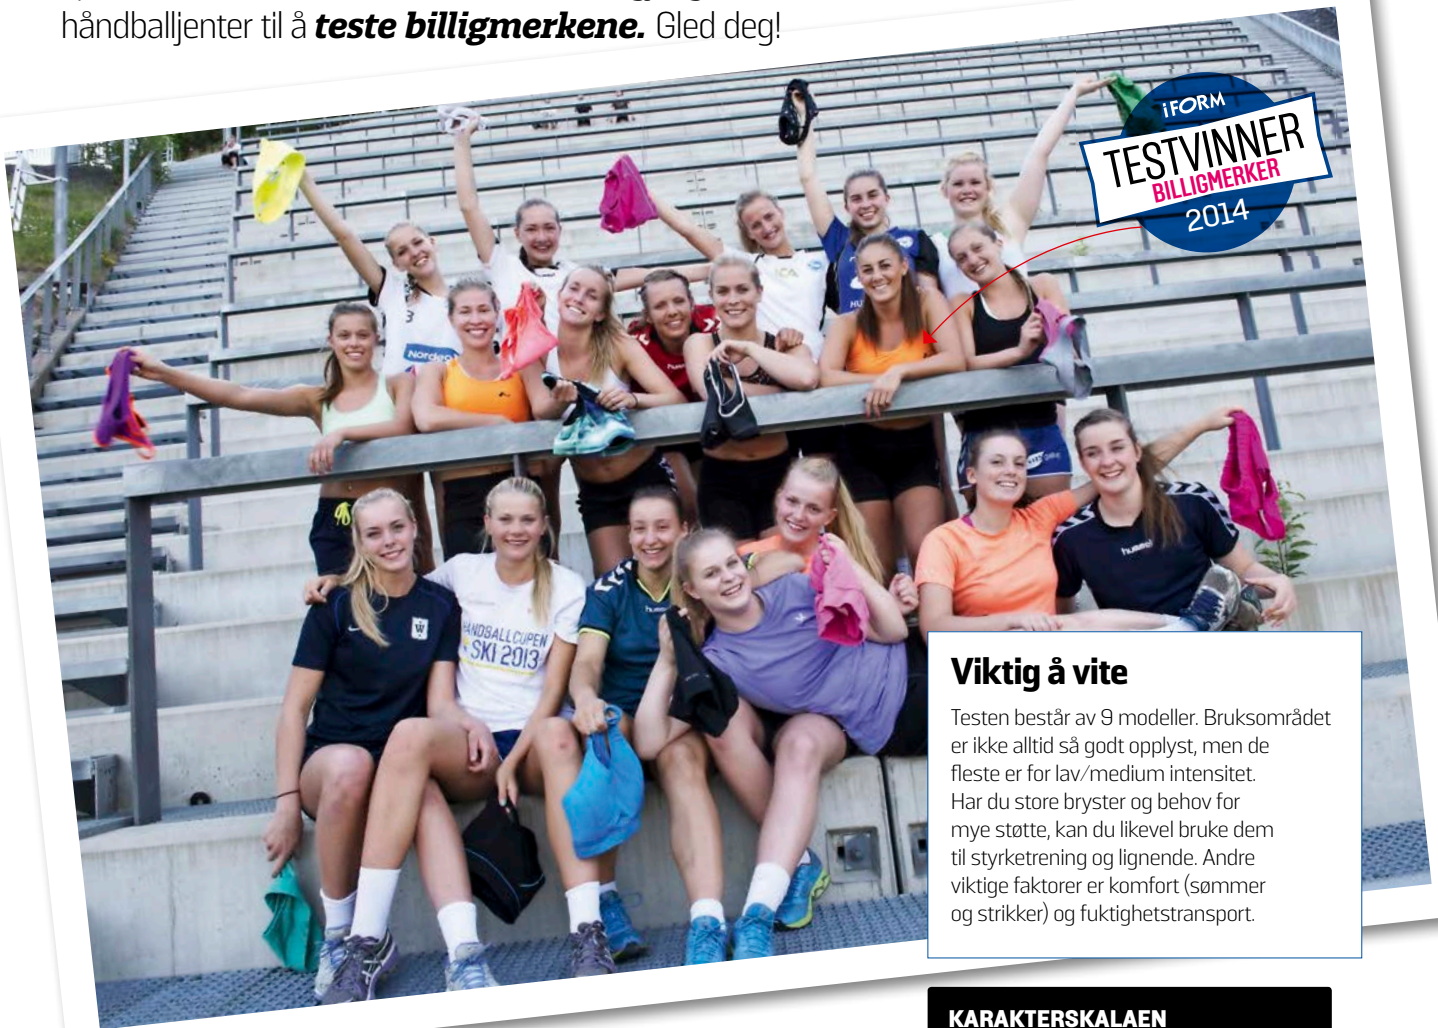 håndballjenter til å teste billigmerkene. Gled deg!
iFORM
TESTVINNER
BILLIGMERKER
2014
Nordea
ICA
HANDBALLCUPEN
SKI 2013
hummel
hummel
W
Viktig å vite
Testen består av 9 modeller. Bruksområdet
er ikke alltid så godt opplyst, men de
fleste er for lav/medium intensitet.
Har du store bryster og behov for
mye støtte, kan du likevel bruke dem
til styrketrening og lignende. Andre
viktige faktorer er komfort (sømmer
og strikker) og fuktighetstransport.
KARAKTERSKALAEN